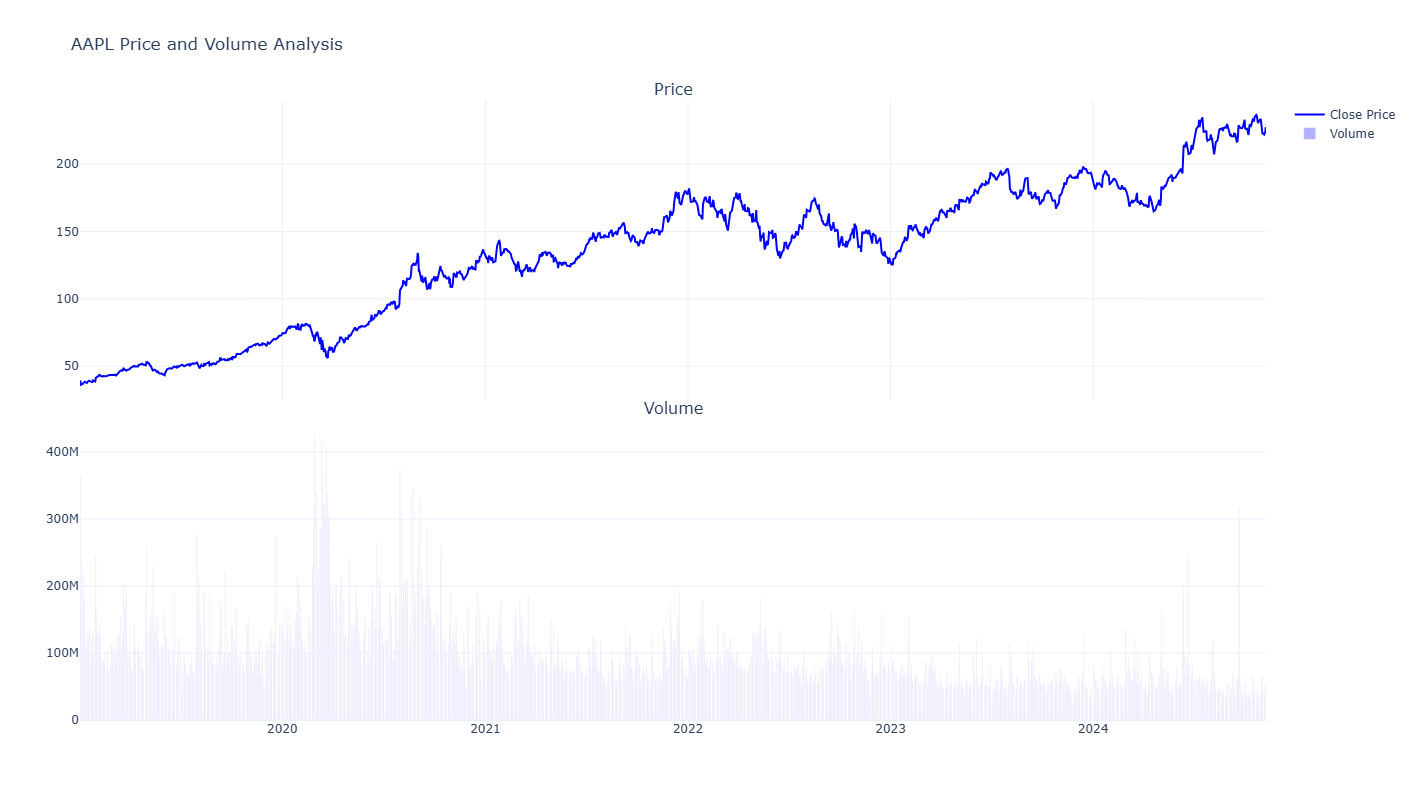 AAPL Price and Volume Analysis
Price
Close Price
Volume
200
150
100
50
Volume
400M
300M
200M
100M
0
2020 2021 2022 2023 2024